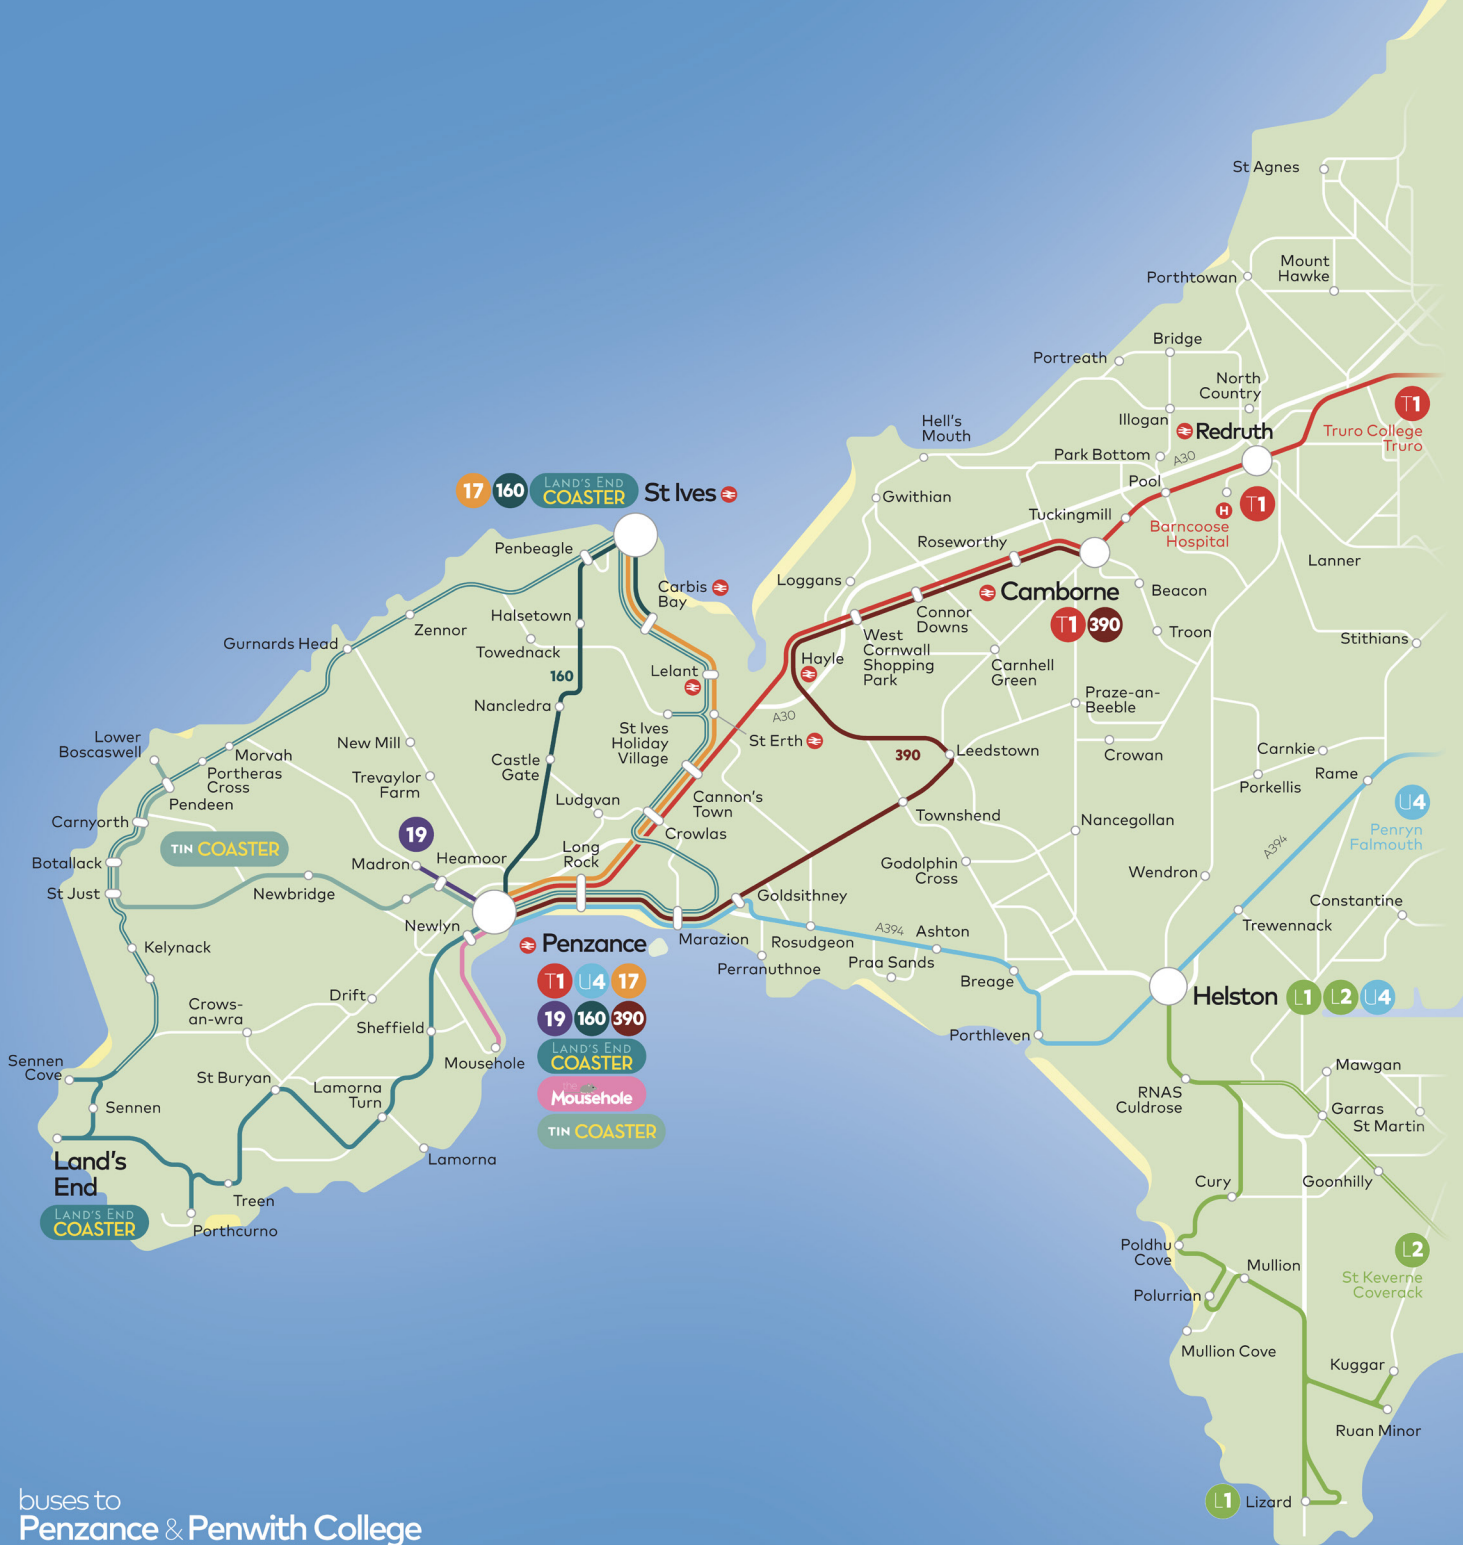 St Agnes
Mount
Hawke
Porthtowan
Bridge
Portreath
North
Country
Illogan
Redruth
T1
Truro College
Truro
Hell's
Mouth
Park Bottom
A30
Pool
Gwithian
Tuckingmill
H
T1
Barncoose
Hospital
17
160
LAND'S END
COASTER
St Ives
Roseworthy
Penbeagle
Lanner
Loggans
Carbis
Bay
Camborne
Beacon
T1
390
Connor
Downs
Halsetown
Zennor
Troon
Gurnards Head
Stithians
West
Cornwall
Shopping
Park
Towednack
Hayle
Carnhell
Green
Lelant
160
Praze-an-
Beeble
Nancledra
A30
St Ives
Holiday
Village
St Erth
Lower
Boscaswell
Morvah
New Mill
390
Leedstown
Crowan
Carnkie
Rame
Portheras
Cross
Castle
Gate
Trevaylor
Farm
Porkellis
Pendeen
Ludgvan
Cannon's
Town
U4
Penryn
Falmouth
Carnyorth
Townshend
Nancegollan
19
Crowlas
TIN COASTER
A394
Long
Rock
Botallack
Madron
Heamoor
Godolphin
Cross
Wendron
St Just
Newbridge
Goldsithney
Constantine
Newlyn
Trewennack
Kelynack
Penzance
Marazion
Rosudgeon
A394
Ashton
Perranuthnoe
Praa Sands
Breage
T1
U4
17
Drift
Helston
L1
L2
U4
Crows-
an-wra
19
160
390
Sheffield
Porthleven
LAND'S END
COASTER
Mousehole
Sennen
Cove
St Buryan
Lamorna
Turn
the
Mousehole
RNAS
Culdrose
Mawgan
Sennen
Garras
St Martin
TIN COASTER
Land's
End
Lamorna
Cury
Goonhilly
Treen
LAND'S END
COASTER
Porthcurno
Poldhu
Cove
L2
St Keverne
Coverack
Mullion
Polurrian
Mullion Cove
Kuggar
Ruan Minor
L1
Lizard
buses to
Penzance & Penwith College